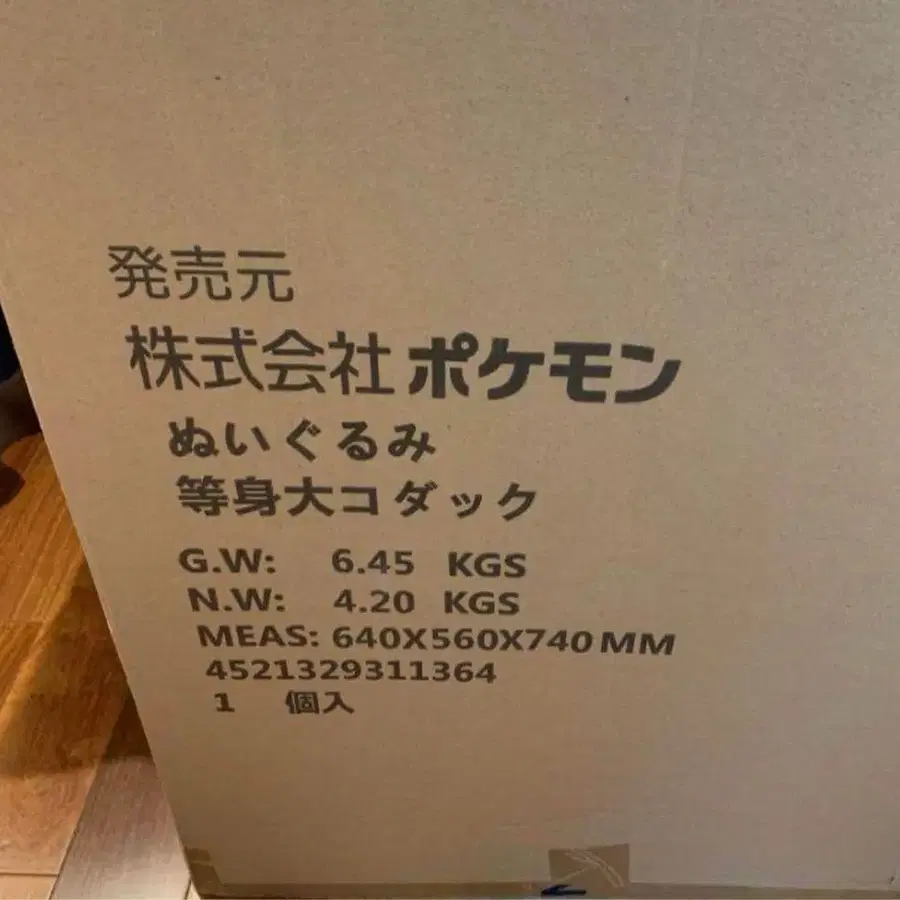 発売元
株式会社ポケモン
ぬいぐるみ
等身大コダック
G.W: 6.45 KGS
N.W: 4.20 KGS
MEAS: 640X560X740 MM
4521329311364
1 個入